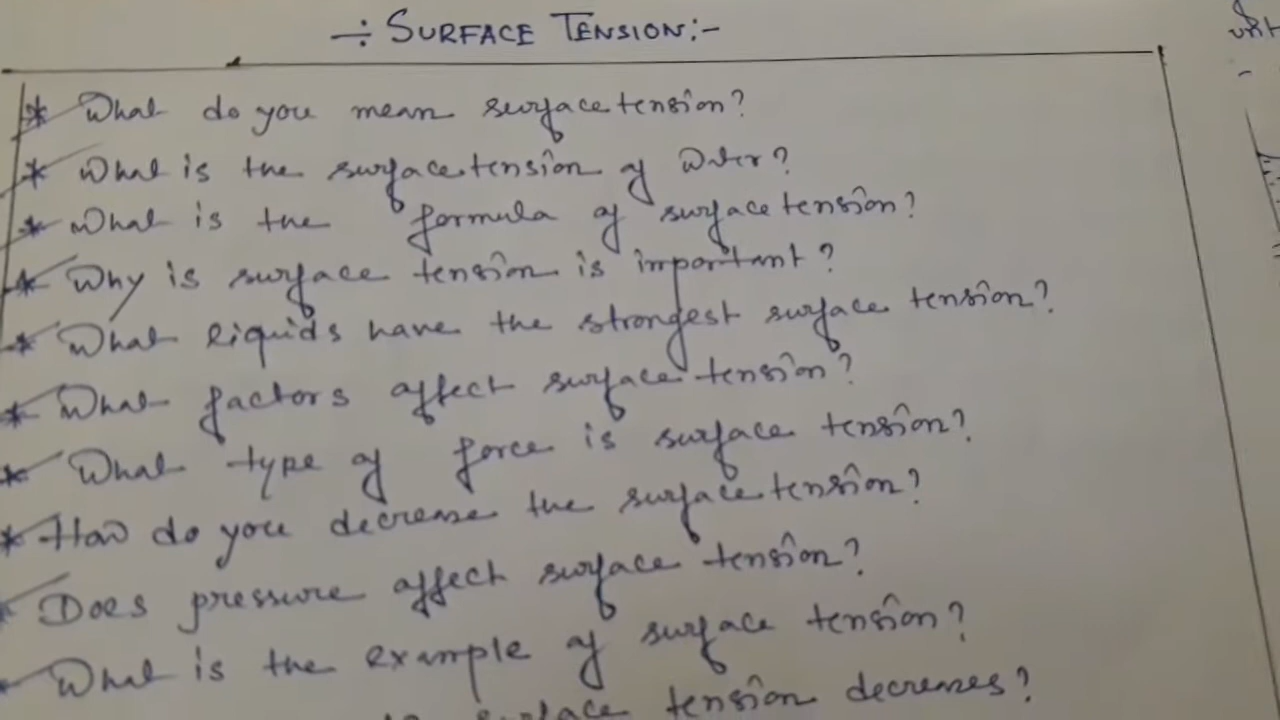 ÷ SURFACE TENSION:-
* What do you mean surface tension?
* What is the surface tension of Water?
* What is the formula of surface tension?
* Why is surface tension is important?
* What liquids have the strongest surface tension?
* What factors affect surface tension?
* What type of force is surface tension?
* How do you decrease the surface tension?
* Does pressure affect surface tension?
* What is the example of surface tension?
surface tension decreases?